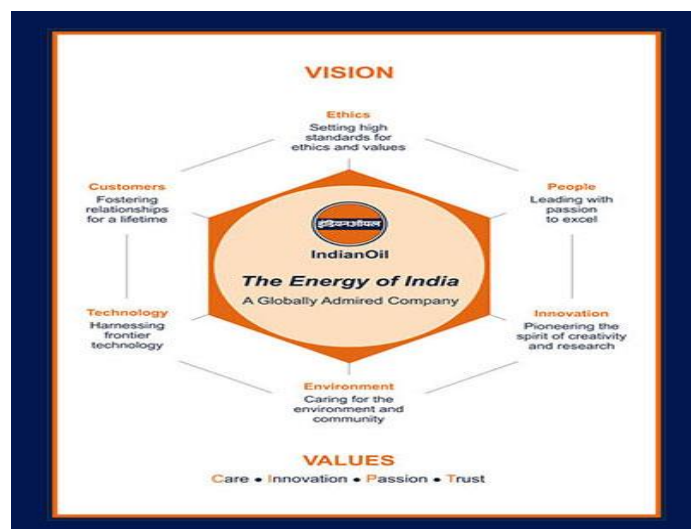 VISION
Ethics
Setting high
standards for
ethics and values
Customers
Fostering
relationships
for a lifetime
People
Leading with
passion
to excel
इंडियनऑयल
IndianOil
The Energy of India
A Globally Admired Company
Technology
Harnessing
frontier
technology
Innovation
Pioneering the
spirit of creativity
and research
Environment
Caring for the
environment and
community
VALUES
Care • Innovation • Passion • Trust